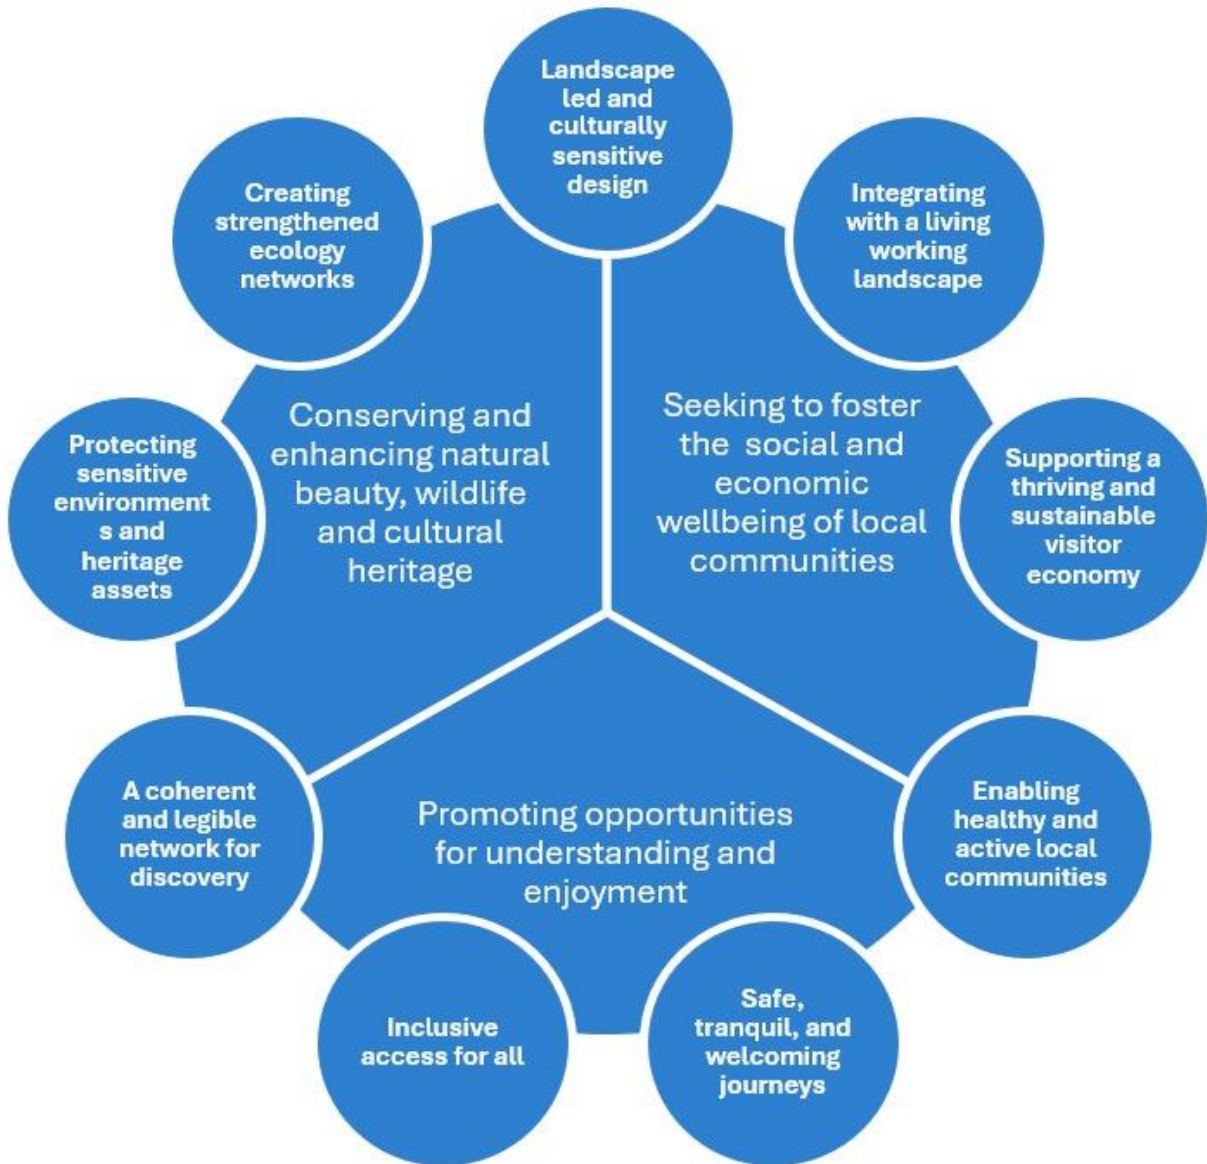 Landscape
led and
culturally
sensitive
design
Creating
strengthened
ecology
networks
Integrating
with a living
working
landscape
Conserving and
enhancing natural
beauty, wildlife
and cultural
heritage
Seeking to foster
the  social and
economic
wellbeing of local
communities
Protecting
sensitive
environment
s and
heritage
assets
Supporting a
thriving and
sustainable
visitor
economy
A coherent
and legible
network for
discovery
Promoting opportunities
for understanding and
enjoyment
Enabling
healthy and
active local
communities
Inclusive
access for all
Safe,
tranquil, and
welcoming
journeys